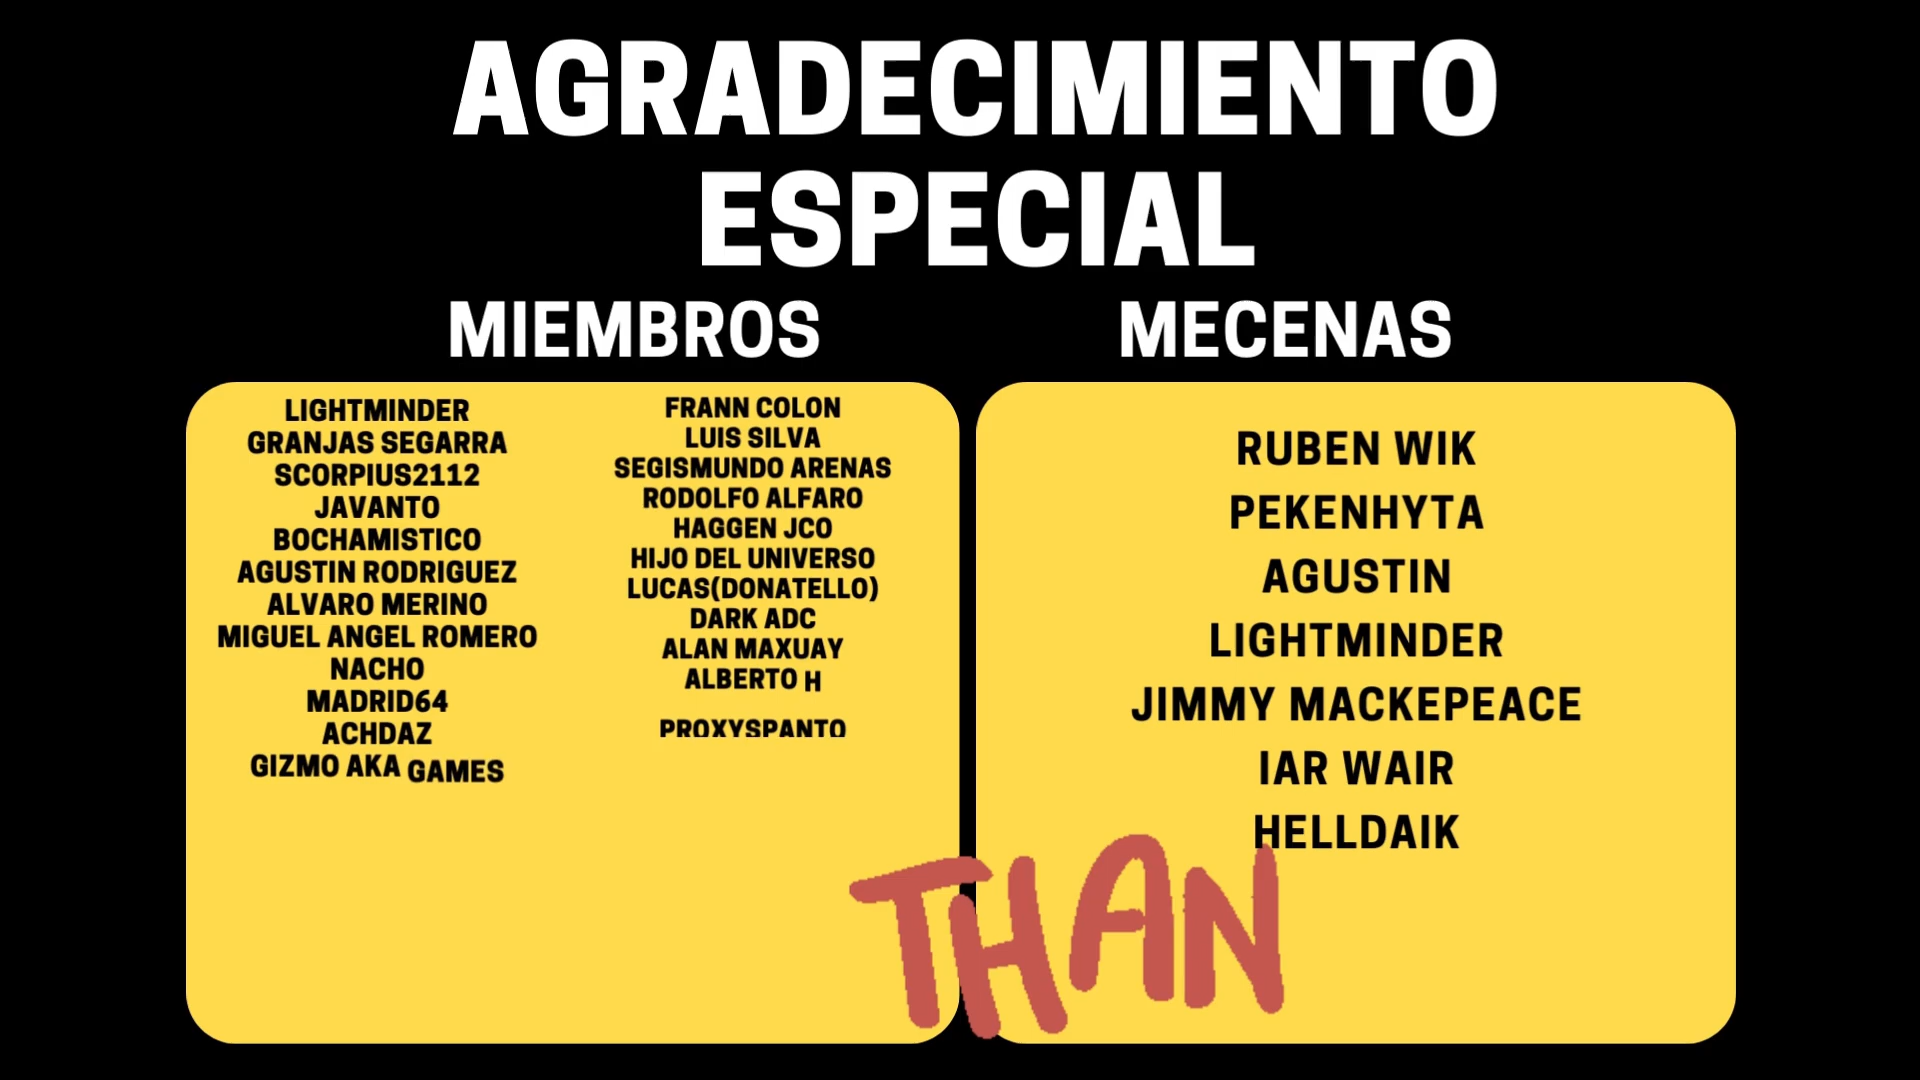 AGRADECIMIENTO
ESPECIAL
MIEMBROS
LIGHTMINDER
GRANJAS SEGARRA
SCORPIUS2112
JAVANTO
BOCHAMISTICO
AGUSTIN RODRIGUEZ
ALVARO MERINO
MIGUEL ANGEL ROMERO
NACHO
MADRID64
ACHDAZ
GIZMO AKA GAMES
FRANN COLON
LUIS SILVA
SEGISMUNDO ARENAS
RODOLFO ALFARO
HAGGEN JCO
HIJO DEL UNIVERSO
LUCAS(DONATELLO)
DARK ADC
ALAN MAXUAY
ALBERTO H
PROXYSPANTO
MECENAS
RUBEN WIK
PEKENHYTA
AGUSTIN
LIGHTMINDER
JIMMY MACKEPEACE
IAR WAIR
HELLDAIK
THAN